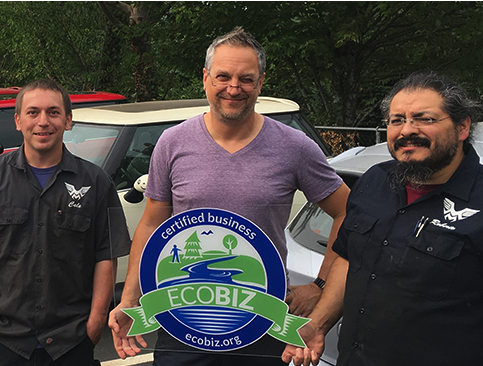 certified business
Cole
Roberto
ECOBIZ
ecobiz.org